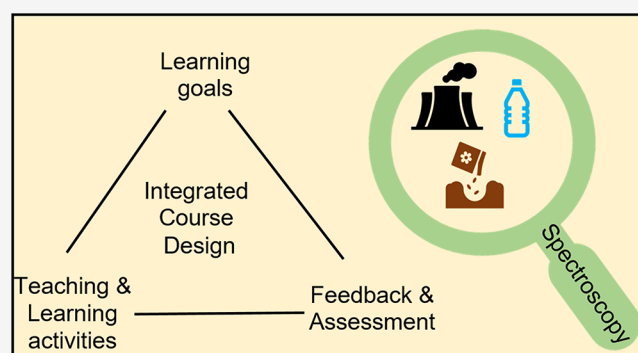 Learning
goals
Integrated
Course
Design
Teaching &
Learning
activities
Feedback &
Assessment
Spectroscopy